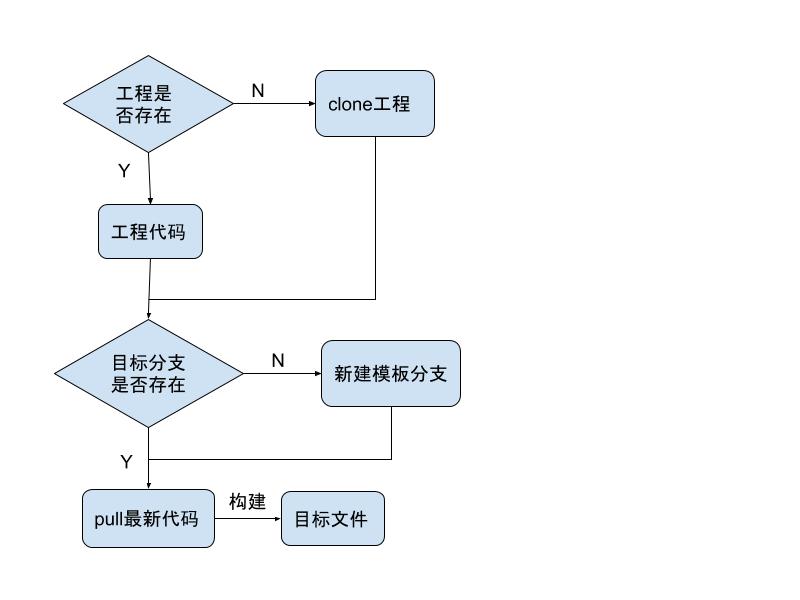 工程是
否存在
N
clone工程
Y
工程代码
目标分支
是否存在
N
新建模板分支
Y
pull最新代码
构建
目标文件